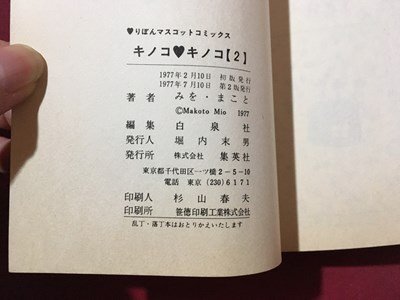 ♥りぼんマスコットコミックス
キノコ♥キノコ【2】
1977年2月10日 初版発行
1977年7月10日 第2版発行
著者 みを・まこと
©Makoto Mio 1977
編集 白泉社
発行人 堀内末男
発行所 株式会社 集英社
東京都千代田区一ツ橋2-5-10
電話 東京(230)6171
印刷人 杉山春夫
印刷所 笹徳印刷工業株式会社
乱丁・落丁本はおとりかえいたします